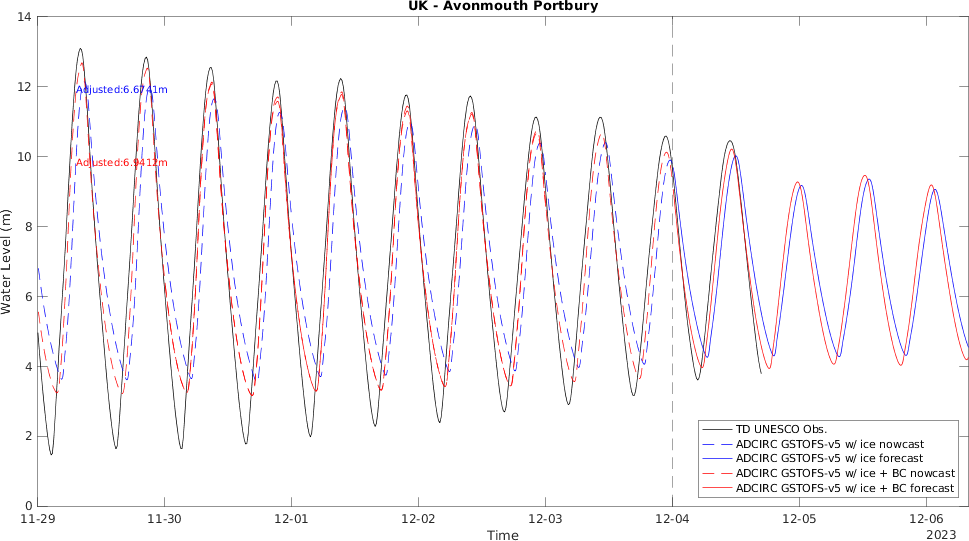 UK - Avonmouth Portbury
14
12
10
8
6
4
2
0
Water Level (m)
Adjusted:6.6741m
Adjusted:6.9412m
TD UNESCO Obs.
ADCIRC GSTOFS-v5 w/ ice nowcast
ADCIRC GSTOFS-v5 w/ ice forecast
ADCIRC GSTOFS-v5 w/ ice + BC nowcast
ADCIRC GSTOFS-v5 w/ ice + BC forecast
11-29 11-30 12-01 12-02 12-03 12-04 12-05 12-06
Time
2023